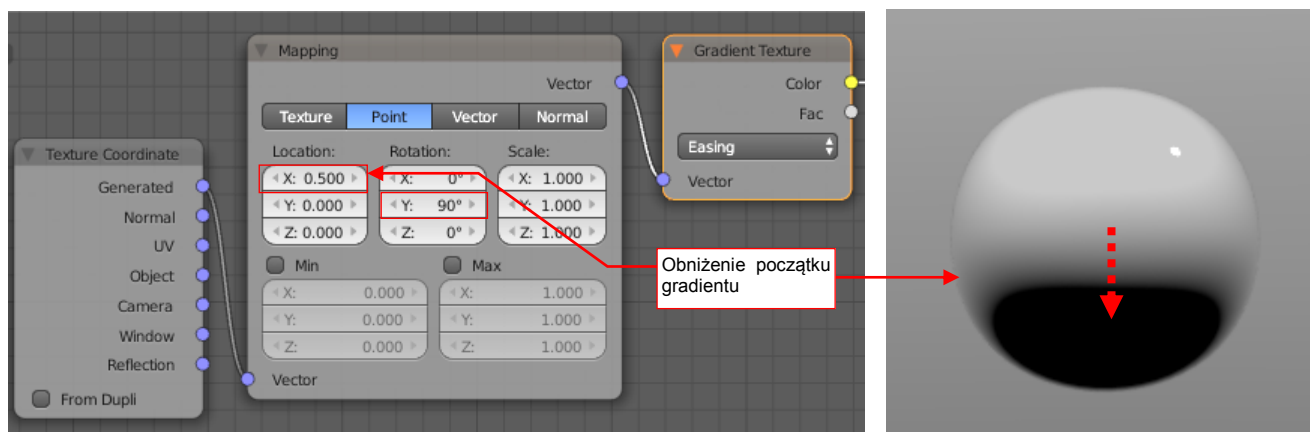 Texture Coordinate
Generated
Normal
UV
Object
Camera
Window
Reflection
From Dupli
Mapping
Vector
Texture Point Vector Normal
Location: Rotation: Scale:
X: 0.500 X: 0° X: 1.000
Y: 0.000 Y: 90° Y: 1.000
Z: 0.000 Z: 0° Z: 1.000
Min Max
X: 0.000 X: 1.000
Y: 0.000 Y: 1.000
Z: 0.000 Z: 1.000
Vector
Gradient Texture
Color
Fac
Easing
Vector
Obniżenie początku
gradientu